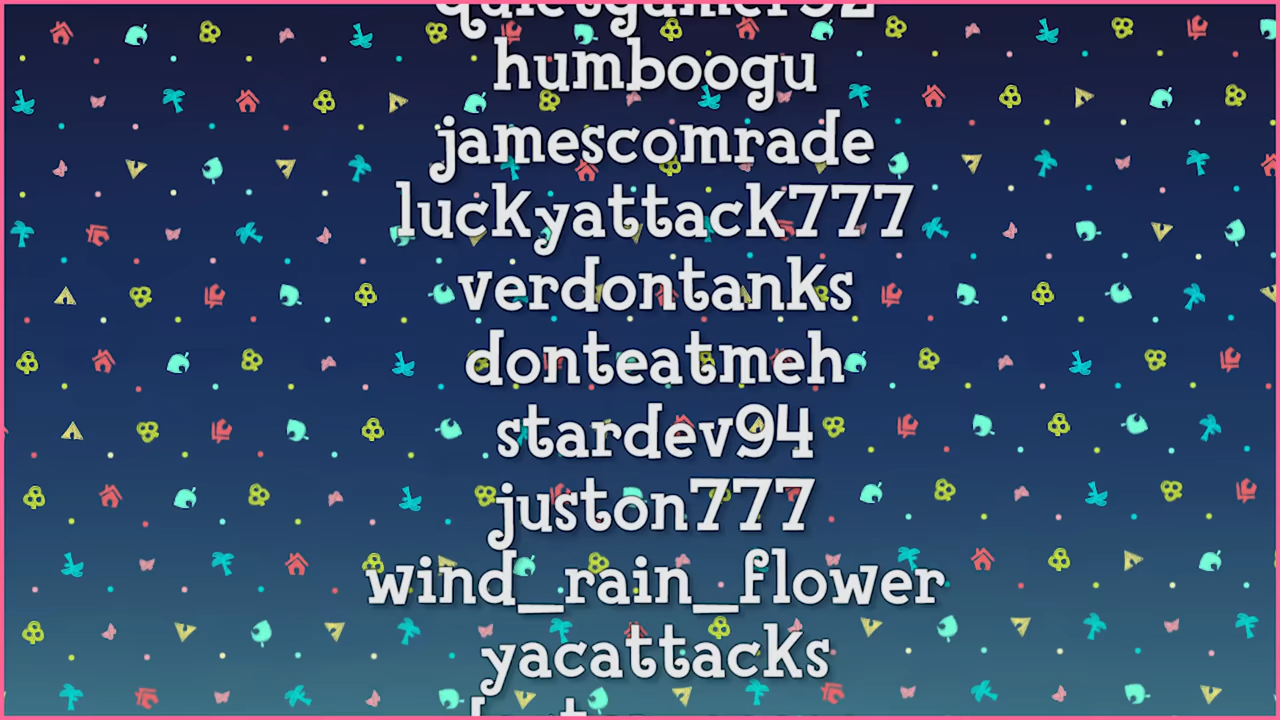 humboogu
jamescomrade
luckyattack777
verdontanks
donteatmeh
stardev94
juston777
wind_rain_flower
yacattacks